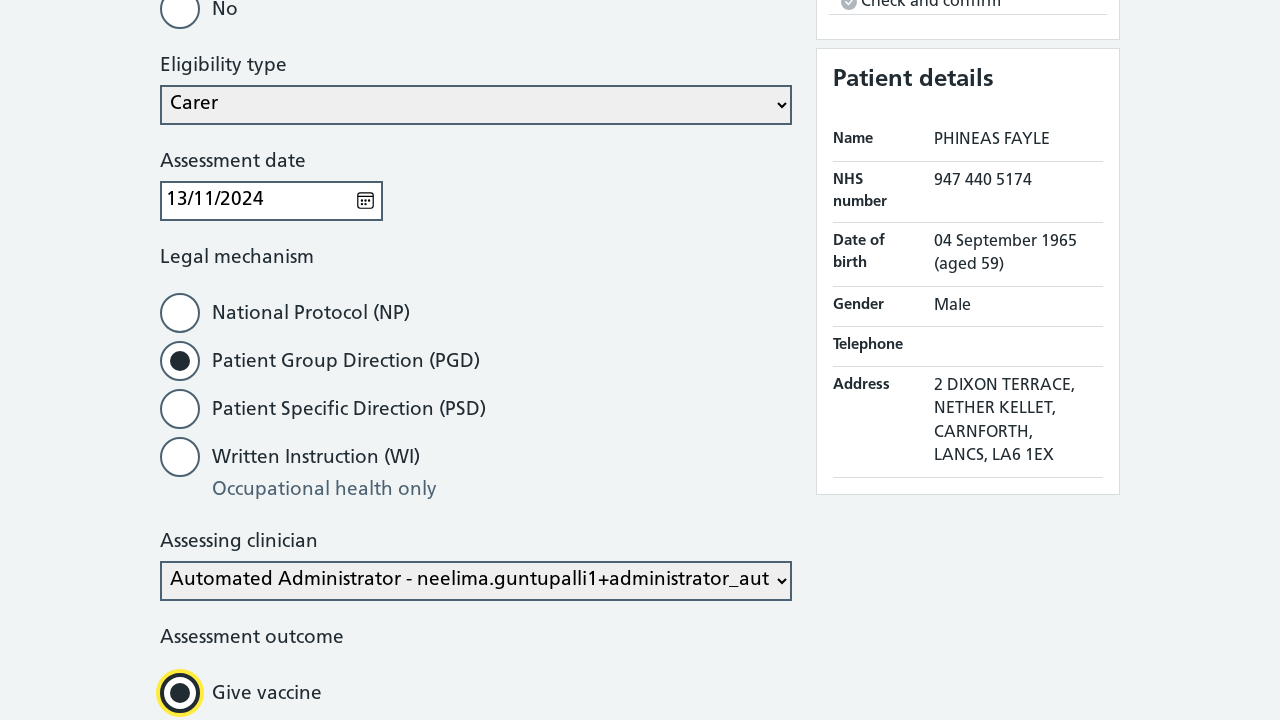 No
Eligibility type
Carer
Assessment date
13/11/2024
Legal mechanism
National Protocol (NP)
Patient Group Direction (PGD)
Patient Specific Direction (PSD)
Written Instruction (WI)
Occupational health only
Assessing clinician
Automated Administrator - neelima.guntupalli1+administrator_aut
Assessment outcome
Give vaccine
Check and confirm
Patient details
Name PHINEAS FAYLE
NHS number 947 440 5174
Date of birth 04 September 1965 (aged 59)
Gender Male
Telephone
Address 2 DIXON TERRACE,
NETHER KELLET,
CARNFORTH,
LANCS, LA6 1EX